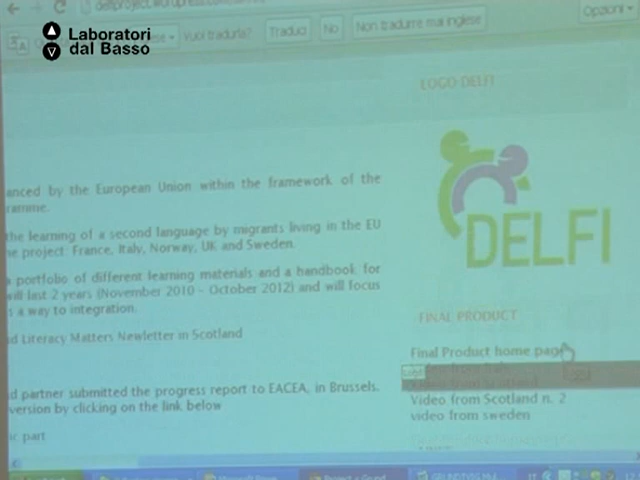 Laboratori
dal Basso
Vuoi tradurla?
Traduci
No
Non tradurre mai inglese
Opzioni
LOGO DELFI
anced by the European Union within the framework of the
ramme.
the learning of a second language by migrants living in the EU
e project: France, Italy, Norway, UK and Sweden.
portfolio of different learning materials and a handbook for
will last 2 years (November 2010 - October 2012) and will focus
s a way to integration.
d Literacy Matters Newletter in Scotland
d partner submitted the progress report to EACEA, in Brussels.
version by clicking on the link below
ic part
DELFI
FINAL PRODUCT
Final Product home page
Video from Scotland n. 2
video from sweden